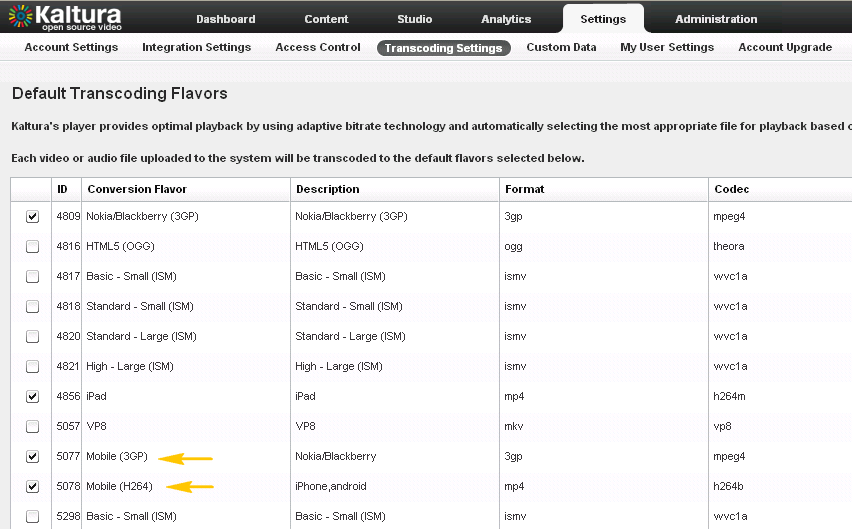 Kaltura
open source video
Dashboard Content Studio Analytics Settings Administration
Account Settings Integration Settings Access Control Transcoding Settings Custom Data My User Settings Account Upgrade
Default Transcoding Flavors
Kaltura's player provides optimal playback by using adaptive bitrate technology and automatically selecting the most appropriate file for playback based
Each video or audio file uploaded to the system will be transcoded to the default flavors selected below.
ID Conversion Flavor Description Format Codec
4809 Nokia/Blackberry (3GP) Nokia/Blackberry (3GP) 3gp mpeg4
4816 HTML5 (OGG) HTML5 (OGG) ogg theora
4817 Basic - Small (ISM) Basic - Small (ISM) ismv wvc1a
4818 Standard - Small (ISM) Standard - Small (ISM) ismv wvc1a
4820 Standard - Large (ISM) Standard - Large (ISM) ismv wvc1a
4821 High - Large (ISM) High - Large (ISM) ismv wvc1a
4856 iPad iPad mp4 h264m
5057 VP8 VP8 mkv vp8
5077 Mobile (3GP) Nokia/Blackberry 3gp mpeg4
5078 Mobile (H264) iPhone,android mp4 h264b
5298 Basic - Small (ISM) Basic - Small (ISM) ismv wvc1a